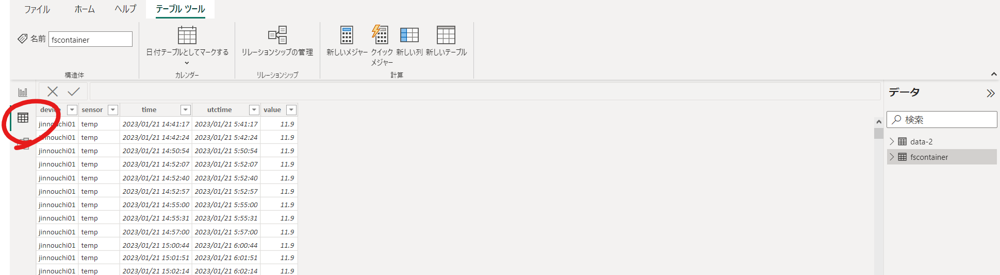 ファイル ホーム ヘルプ テーブル ツール
名前 fscontainer
日付テーブルとしてマークする リレーションシップの管理 新しいメジャー クイック 新しい列 新しいテーブル
メジャー
構造体 カレンダー リレーションシップ 計算
データ
device sensor time utctime value
検索
jinnouchi01 temp 2023/01/21 14:41:17 2023/01/21 5:41:17 11.9
jinnouchi01 temp 2023/01/21 14:42:24 2023/01/21 5:42:24 11.9
data-2
jinnouchi01 temp 2023/01/21 14:50:54 2023/01/21 5:50:54 11.9
fscontainer
jinnouchi01 temp 2023/01/21 14:52:07 2023/01/21 5:52:07 11.9
jinnouchi01 temp 2023/01/21 14:52:40 2023/01/21 5:52:40 11.9
jinnouchi01 temp 2023/01/21 14:52:57 2023/01/21 5:52:57 11.9
jinnouchi01 temp 2023/01/21 14:55:00 2023/01/21 5:55:00 11.9
jinnouchi01 temp 2023/01/21 14:55:31 2023/01/21 5:55:31 11.9
jinnouchi01 temp 2023/01/21 14:57:00 2023/01/21 5:57:00 11.9
jinnouchi01 temp 2023/01/21 15:00:44 2023/01/21 6:00:44 11.9
jinnouchi01 temp 2023/01/21 15:01:51 2023/01/21 6:01:51 11.9
jinnouchi01 temp 2023/01/21 15:02:14 2023/01/21 6:02:14 11.9